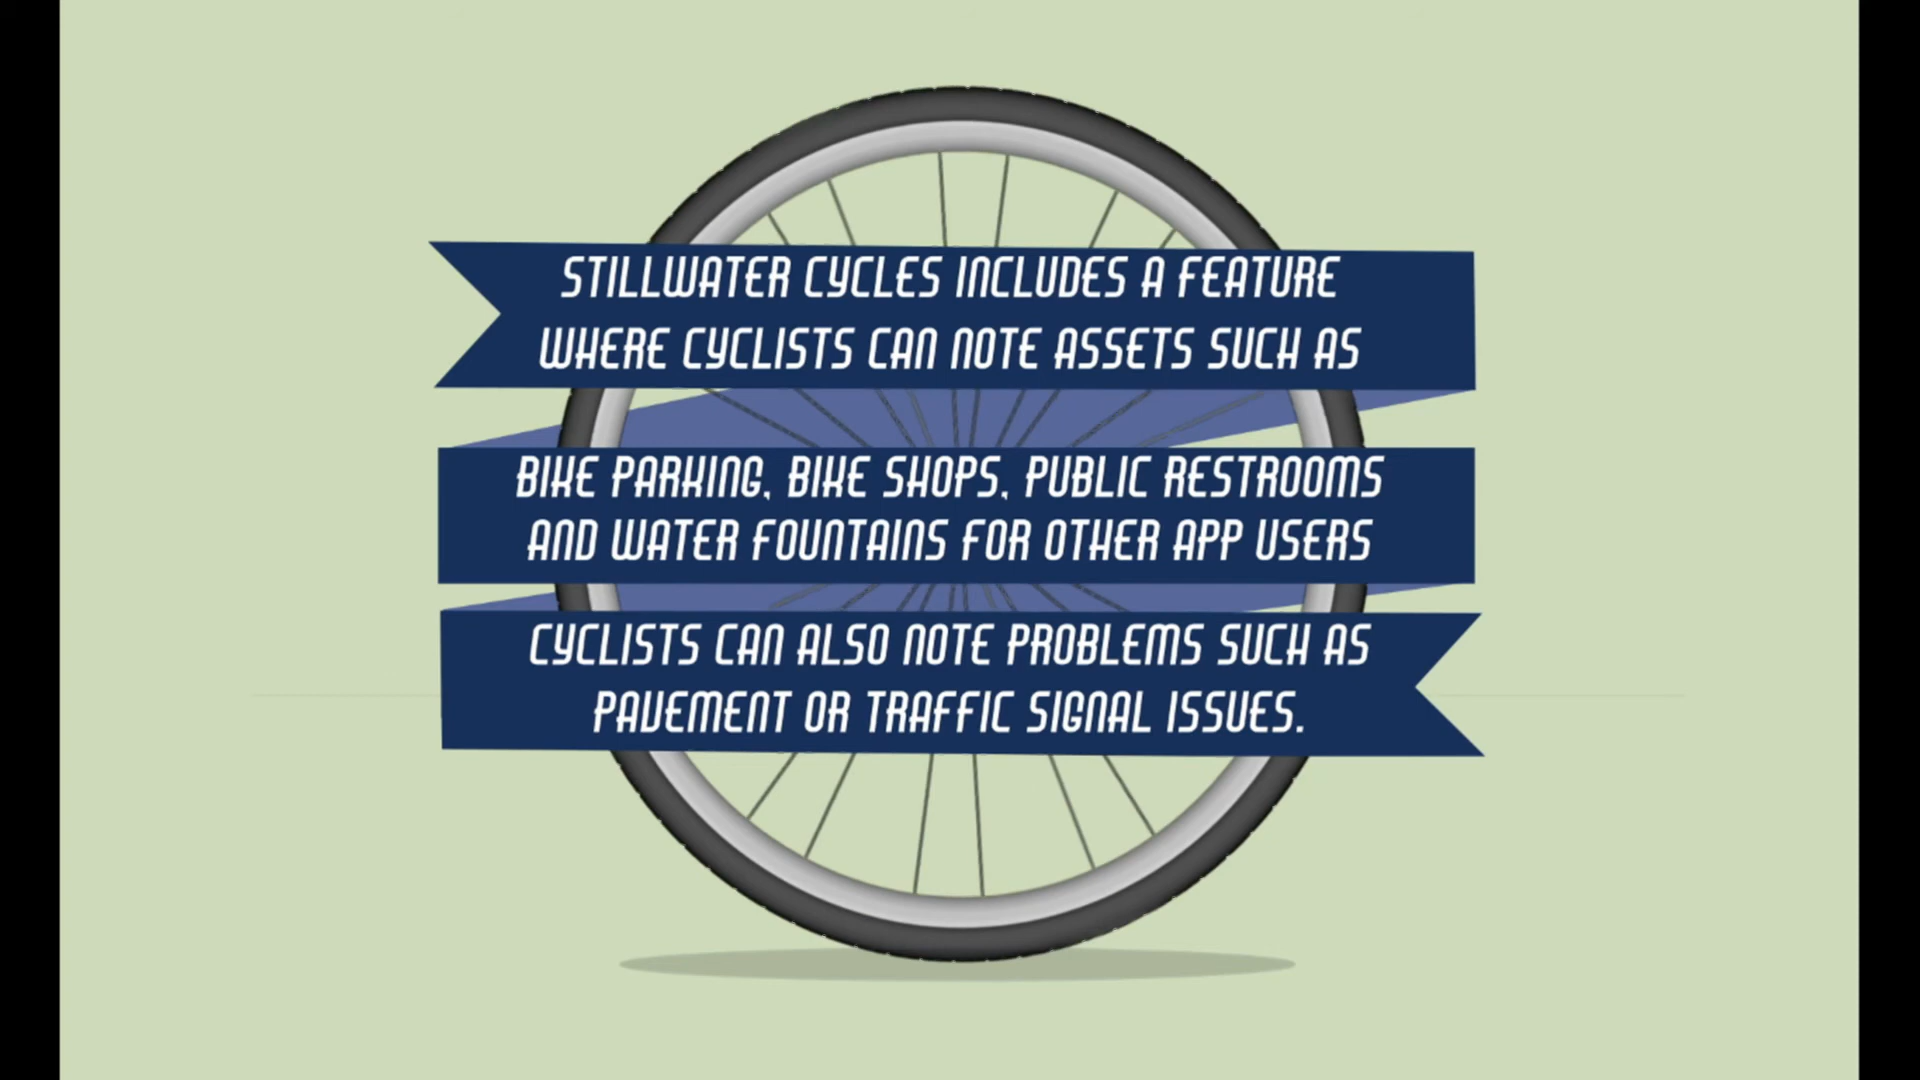 STILLWATER CYCLES INCLUDES A FEATURE
WHERE CYCLISTS CAN NOTE ASSETS SUCH AS
BIKE PARKING, BIKE SHOPS, PUBLIC RESTROOMS
AND WATER FOUNTAINS FOR OTHER APP USERS
CYCLISTS CAN ALSO NOTE PROBLEMS SUCH AS
PAVEMENT OR TRAFFIC SIGNAL ISSUES.